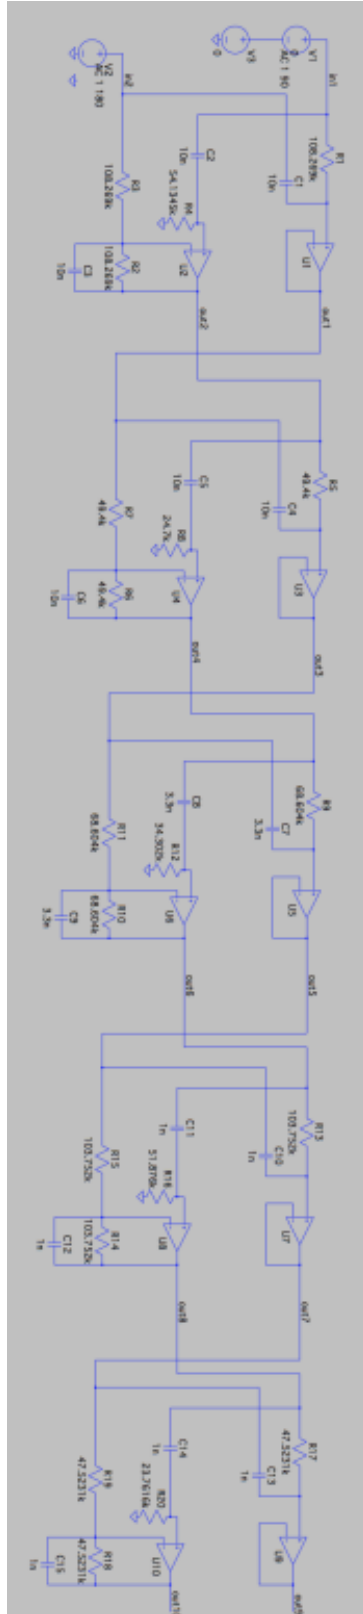 V3
0
V1
AC 1 90
0
in1
R1
108.269k
C1
10n
U1
out1
C2
10n
R4
54.1345k
V2
AC 1 180
in2
R3
108.269k
R2
108.269k
C3
10n
U2
out2
R5
49.4k
C4
10n
U3
out3
C5
10n
R8
24.7k
R7
49.4k
R6
49.4k
C6
10n
U4
out4
R9
68.604k
C7
3.3n
U5
out5
C8
3.3n
R12
34.302k
R11
68.604k
R10
68.604k
C9
3.3n
U6
out6
R13
103.752k
C10
1n
U7
out7
C11
1n
R16
51.876k
R15
103.752k
R14
103.752k
C12
1n
U8
out8
R17
47.5231k
C13
1n
U9
C14
1n
R20
23.7616k
R19
47.5231k
R18
47.5231k
C15
1n
U10